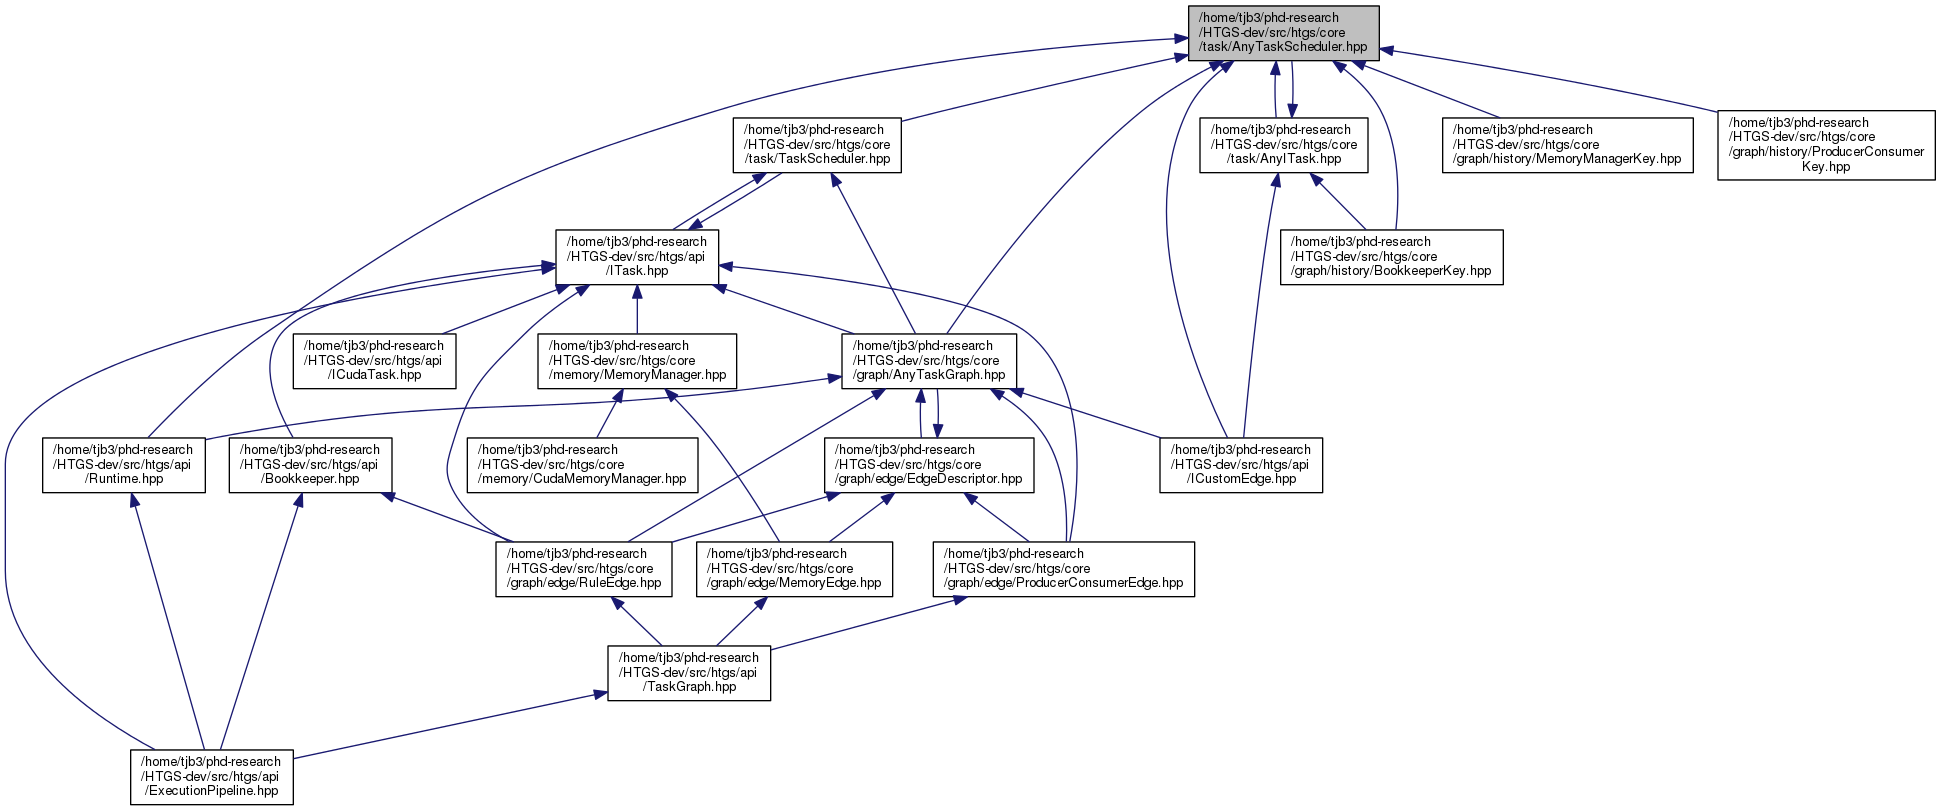 /home/tjb3/phd-research
/HTGS-dev/src/htgs/core
/task/AnyTaskScheduler.hpp
/home/tjb3/phd-research
/HTGS-dev/src/htgs/core
/task/TaskScheduler.hpp
/home/tjb3/phd-research
/HTGS-dev/src/htgs/core
/task/AnyITask.hpp
/home/tjb3/phd-research
/HTGS-dev/src/htgs/core
/graph/history/MemoryManagerKey.hpp
/home/tjb3/phd-research
/HTGS-dev/src/htgs/core
/graph/history/ProducerConsumer
Key.hpp
/home/tjb3/phd-research
/HTGS-dev/src/htgs/api
/ITask.hpp
/home/tjb3/phd-research
/HTGS-dev/src/htgs/core
/graph/history/BookkeeperKey.hpp
/home/tjb3/phd-research
/HTGS-dev/src/htgs/api
/ICudaTask.hpp
/home/tjb3/phd-research
/HTGS-dev/src/htgs/core
/memory/MemoryManager.hpp
/home/tjb3/phd-research
/HTGS-dev/src/htgs/core
/graph/AnyTaskGraph.hpp
/home/tjb3/phd-research
/HTGS-dev/src/htgs/api
/Runtime.hpp
/home/tjb3/phd-research
/HTGS-dev/src/htgs/api
/Bookkeeper.hpp
/home/tjb3/phd-research
/HTGS-dev/src/htgs/core
/memory/CudaMemoryManager.hpp
/home/tjb3/phd-research
/HTGS-dev/src/htgs/core
/graph/edge/EdgeDescriptor.hpp
/home/tjb3/phd-research
/HTGS-dev/src/htgs/api
/ICustomEdge.hpp
/home/tjb3/phd-research
/HTGS-dev/src/htgs/core
/graph/edge/RuleEdge.hpp
/home/tjb3/phd-research
/HTGS-dev/src/htgs/core
/graph/edge/MemoryEdge.hpp
/home/tjb3/phd-research
/HTGS-dev/src/htgs/core
/graph/edge/ProducerConsumerEdge.hpp
/home/tjb3/phd-research
/HTGS-dev/src/htgs/api
/TaskGraph.hpp
/home/tjb3/phd-research
/HTGS-dev/src/htgs/api
/ExecutionPipeline.hpp